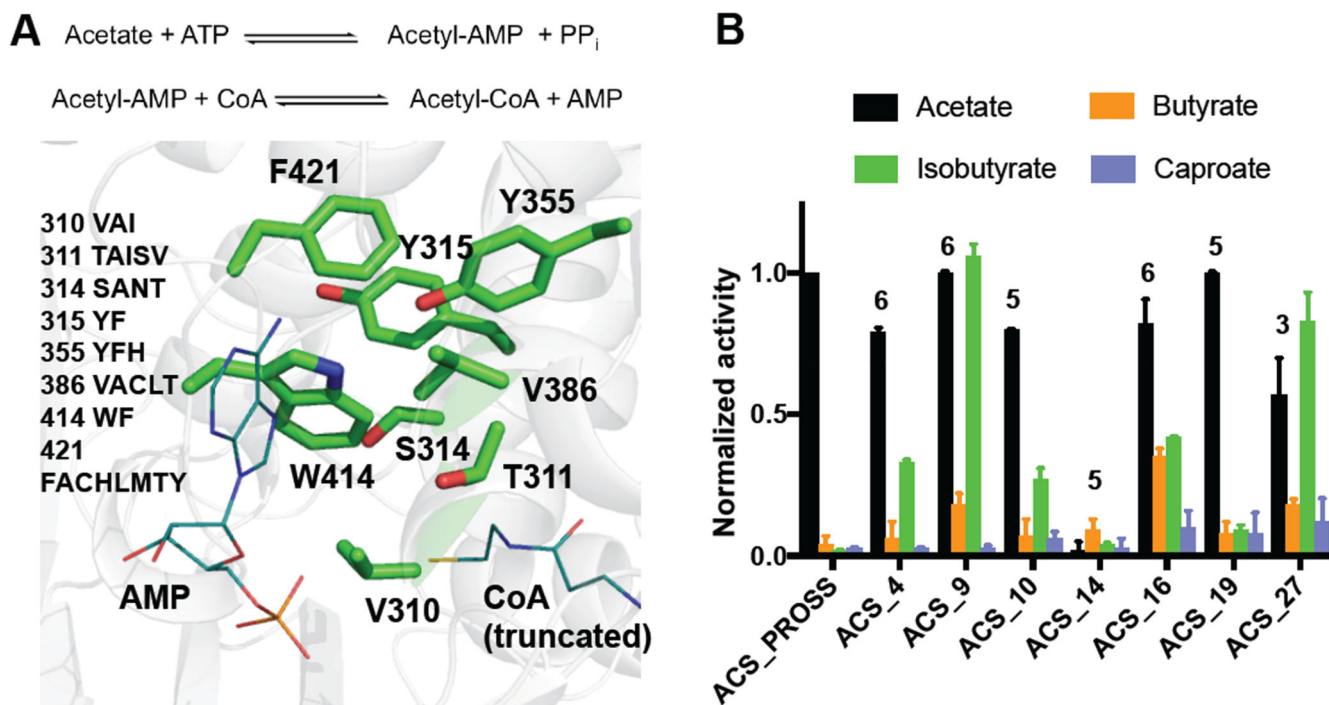 A
Acetate + ATP ⇌ Acetyl-AMP + PPi
Acetyl-AMP + CoA ⇌ Acetyl-CoA + AMP
F421
Y355
Y315
310 VAI
311 TAISV
314 SANT
315 YF
355 YFH
386 VACLT
414 WF
421
FACHLMTY
V386
S314
W414
T311
AMP
V310
CoA
(truncated)
B
Acetate
Butyrate
Isobutyrate
Caproate
Normalized activity
1.0
0.5
0.0
6
6
5
5
6
5
3
ACS_PROSS
ACS_4
ACS_9
ACS_10
ACS_14
ACS_16
ACS_19
ACS_27